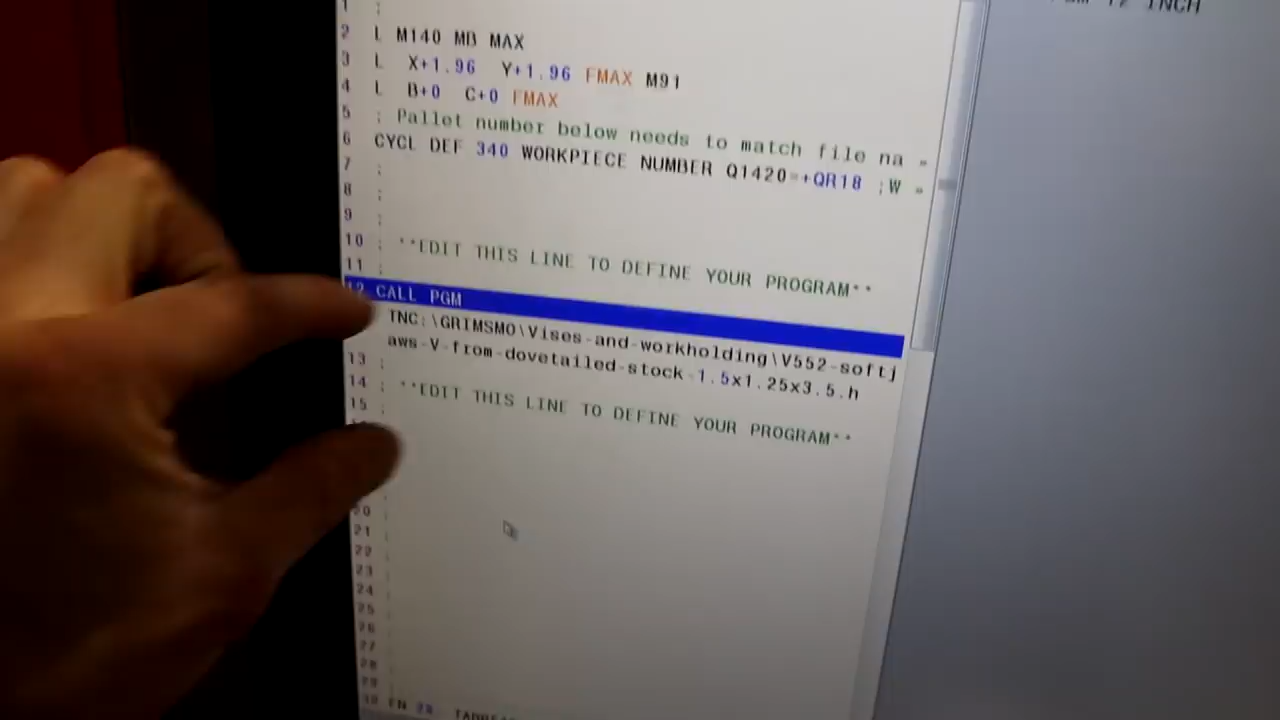 12 INCH
1 ;
2 L M140 MB MAX
3 L X+1.96 Y+1.96 FMAX M91
4 L B+0 C+0 FMAX
5 ; Pallet number below needs to match file na »
6 CYCL DEF 340 WORKPIECE NUMBER Q1420=+QR18 ;W »
7 ;
8 ;
9 ;
10 ; **EDIT THIS LINE TO DEFINE YOUR PROGRAM**
11 ;
12 CALL PGM
TNC:\GRIMSMO\Vises-and-workholding\V552-softj
aws-V-from-dovetailed-stock-1.5x1.25x3.5.h
13 ;
14 ; **EDIT THIS LINE TO DEFINE YOUR PROGRAM**
15 ;
20 ;
21 ;
22 ;
23 ;
24 ;
25 ;
26 ;
27 ;
28 ;
29 ;
30 FN